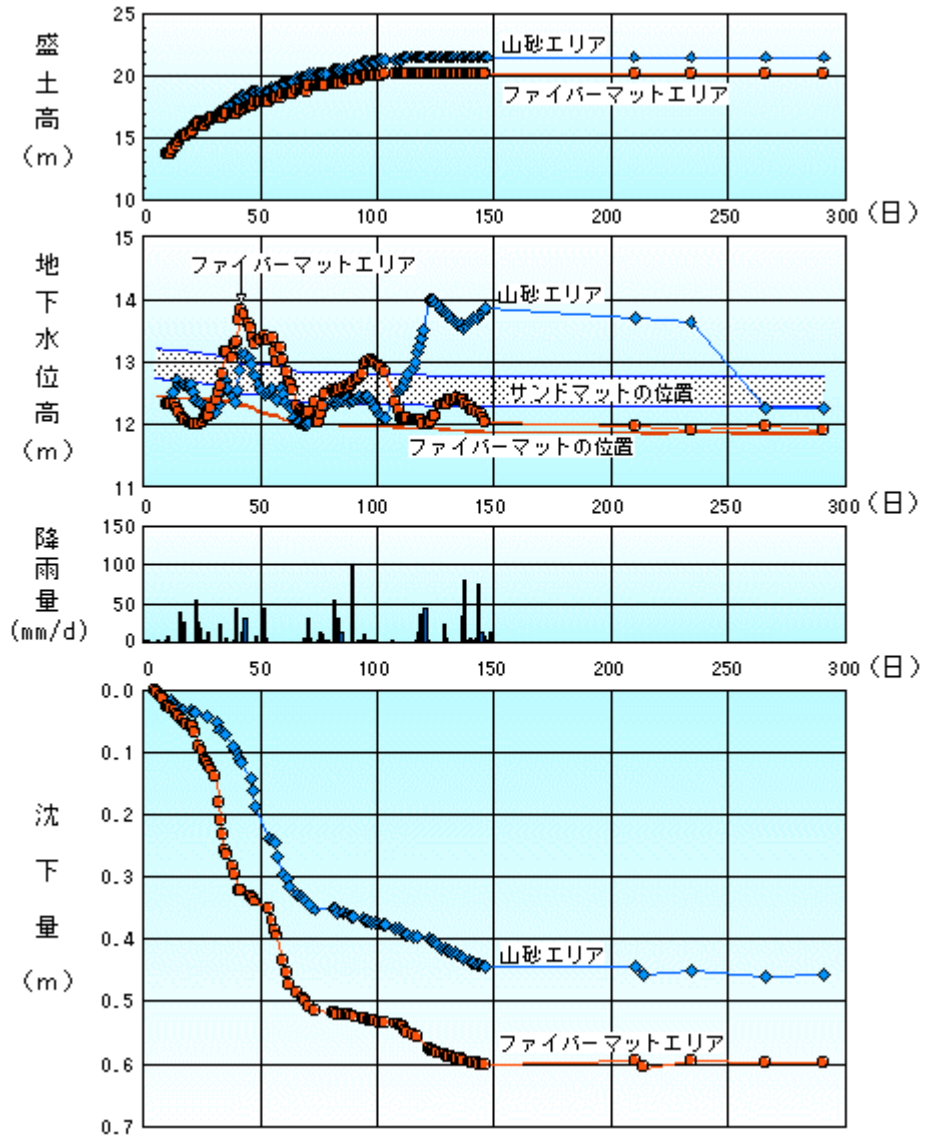 盛土高(m)
25
20
15
10
山砂エリア
ファイバーマットエリア
0 50 100 150 200 250 300 (日)
地下水位高(m)
15
14
13
12
11
ファイバーマットエリア
山砂エリア
サンドマットの位置
ファイバーマットの位置
0 50 100 150 200 250 300 (日)
降雨量(mm/d)
150
100
50
0
0 50 100 150 200 250 300 (日)
沈下量(m)
0.0
0.1
0.2
0.3
0.4
0.5
0.6
0.7
山砂エリア
ファイバーマットエリア